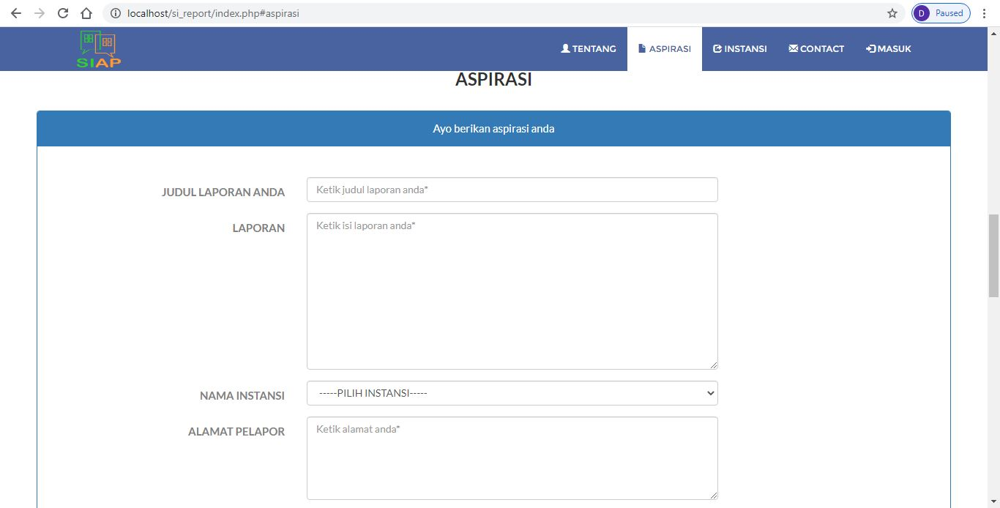 localhost/si_report/index.php#aspirasi
D Paused
SIAP
TENTANG ASPIRASI INSTANSI CONTACT MASUK
ASPIRASI
Ayo berikan aspirasi anda
JUDUL LAPORAN ANDA Ketik judul laporan anda*
LAPORAN Ketik isi laporan anda*
NAMA INSTANSI -----PILIH INSTANSI-----
ALAMAT PELAPOR Ketik alamat anda*